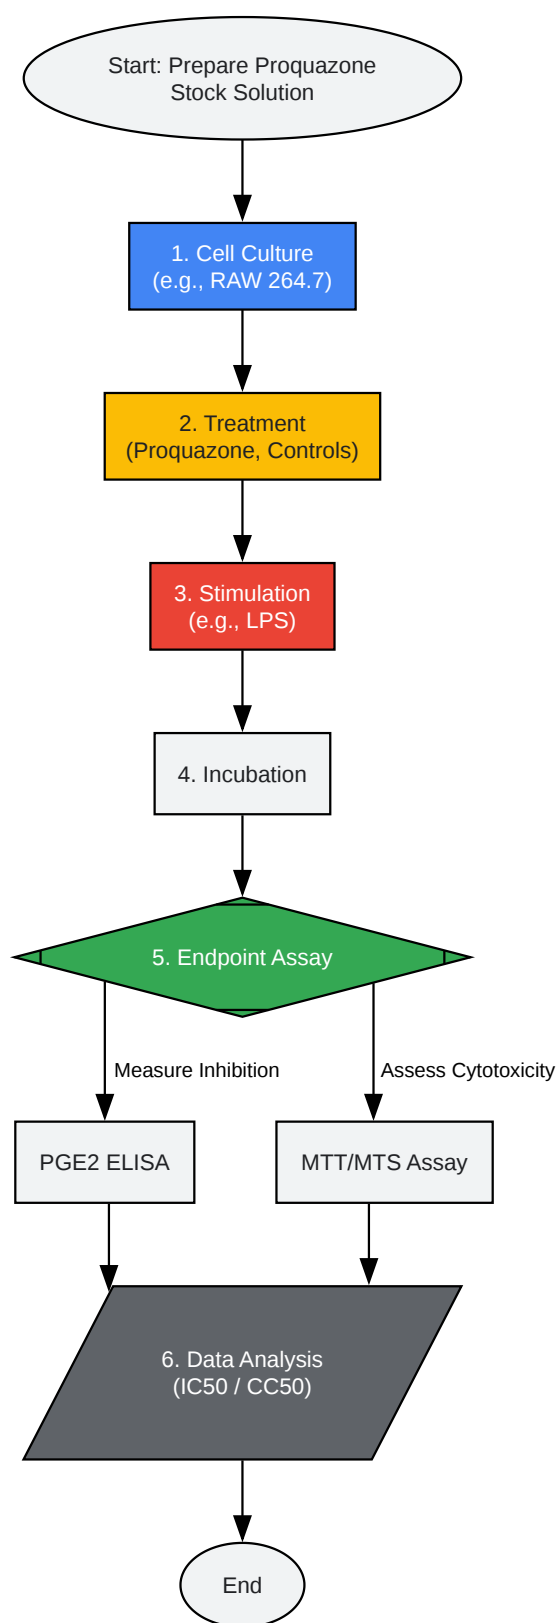 Start: Prepare Proquazone
Stock Solution
1. Cell Culture
(e.g., RAW 264.7)
2. Treatment
(Proquazone, Controls)
3. Stimulation
(e.g., LPS)
4. Incubation
5. Endpoint Assay
Measure Inhibition
Assess Cytotoxicity
PGE2 ELISA
MTT/MTS Assay
6. Data Analysis
(IC50 / CC50)
End